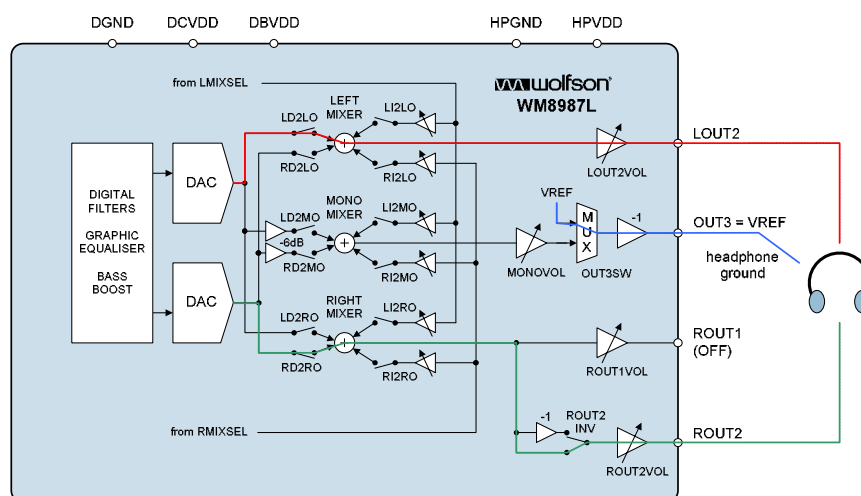 DGND DCVDD DBVDD HPGND HPVDD
from LMIXSEL
wolfson
WM8987L
LEFT
MIXER
LD2LO
LI2LO
LOUT2
DAC
RD2LO
RI2LO
LOUT2VOL
DIGITAL
FILTERS
GRAPHIC
EQUALISER
BASS
BOOST
VREF
MONO
MIXER
LD2MO
LI2MO
-6dB
RD2MO
RI2MO
MONOVOL
MUX
OUT3SW
-1
OUT3 = VREF
headphone
ground
DAC
RIGHT
MIXER
LD2RO
LI2RO
RD2RO
RI2RO
ROUT1VOL
ROUT1
(OFF)
from RMIXSEL
-1
ROUT2
INV
ROUT2VOL
ROUT2